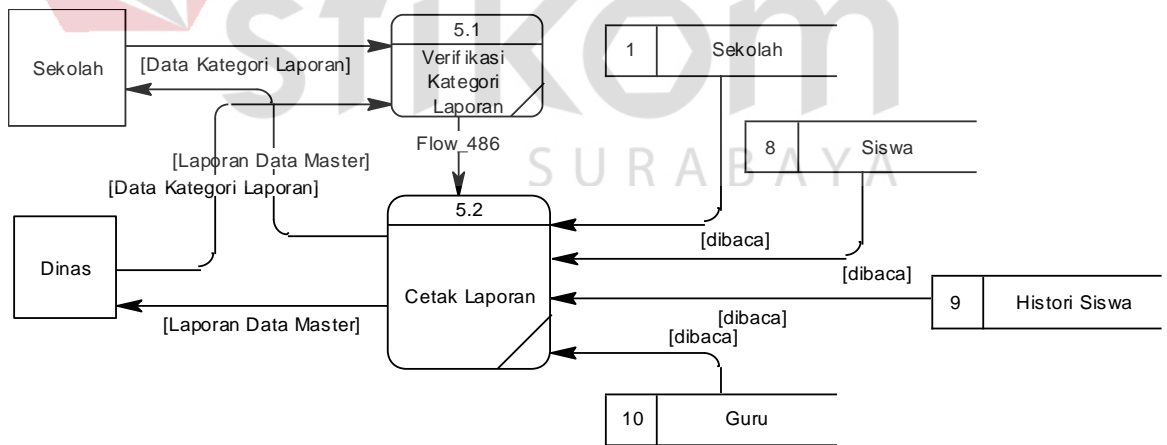 stikom
SURABAYA
Sekolah
[Data Kategori Laporan]
5.1
Verifikasi
Kategori
Laporan
1
Sekolah
8
Siswa
Flow_486
[Laporan Data Master]
[Data Kategori Laporan]
5.2
Cetak Laporan
Dinas
[Laporan Data Master]
[dibaca]
[dibaca]
[dibaca]
[dibaca]
9
Histori Siswa
10
Guru